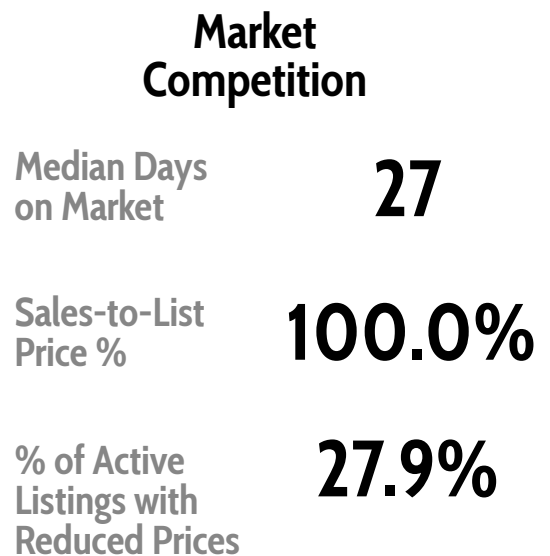 Market
Competition
Median Days
on Market
27
Sales-to-List
Price %
100.0%
% of Active
Listings with
Reduced Prices
27.9%